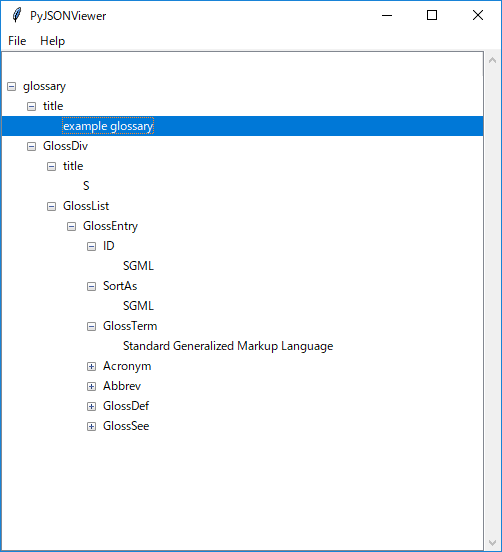 PyJSONViewer
File Help
glossary
title
example glossary
GlossDiv
title
S
GlossList
GlossEntry
ID
SGML
SortAs
SGML
GlossTerm
Standard Generalized Markup Language
Acronym
Abbrev
GlossDef
GlossSee